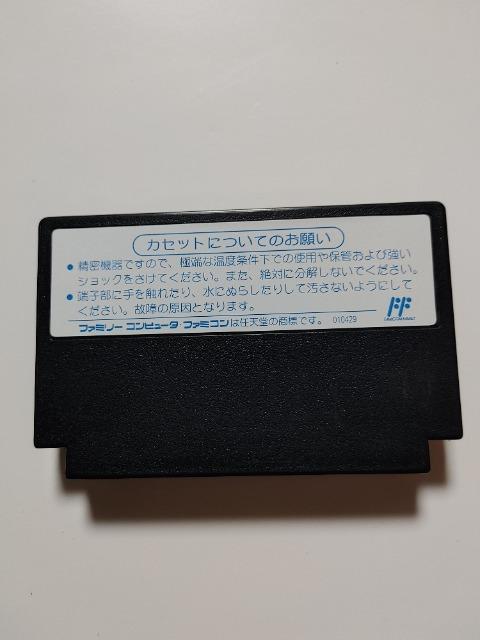 カセットについてのお願い
● 精密機器ですので、極端な温度条件下での使用や保管および強い
ショックをさけてください。また、絶対に分解しないでください。
● 端子部に手を触れたり、水にぬらしたりして汚さないようにして
ください。故障の原因となります。
ファミリーコンピュータ・ファミコンは任天堂の商標です。 010429